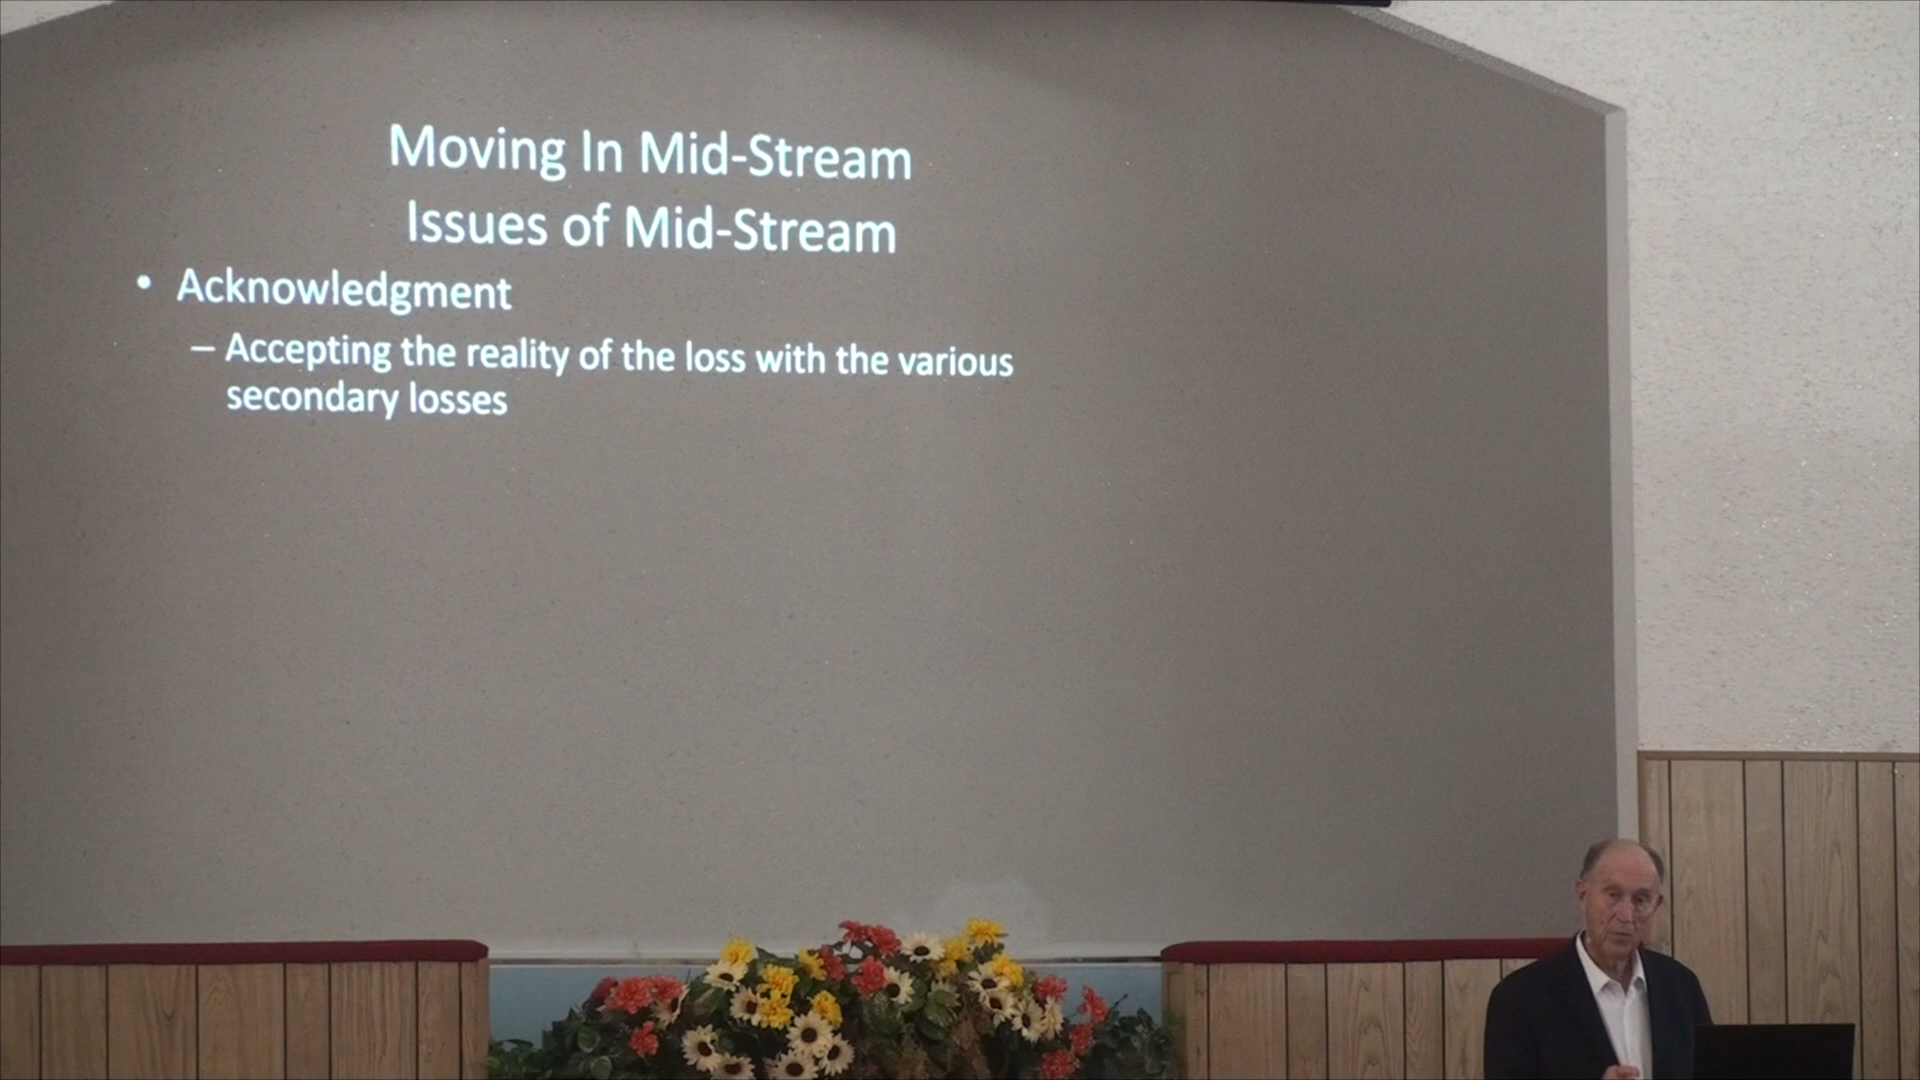 Moving In Mid-Stream
Issues of Mid-Stream
• Acknowledgment
– Accepting the reality of the loss with the various
secondary losses